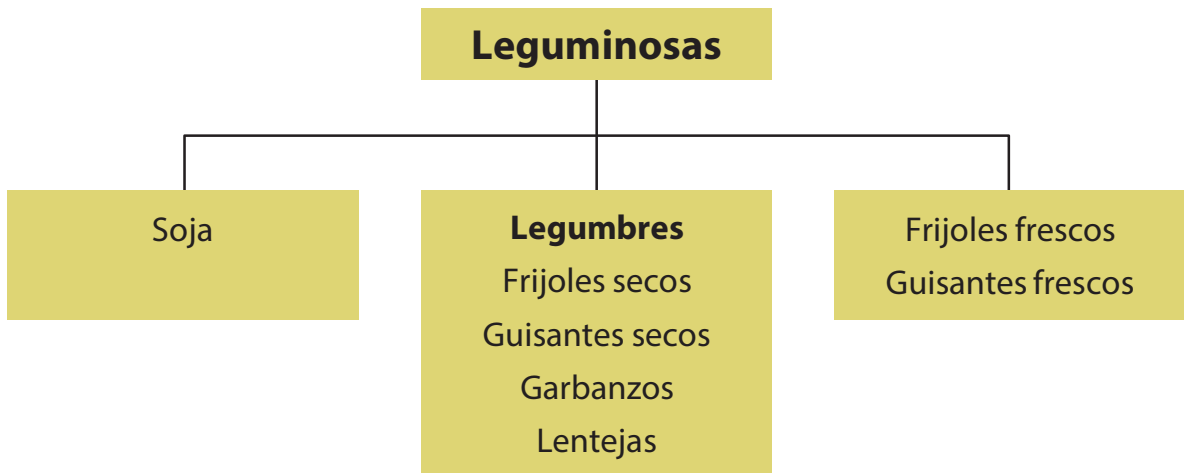 Leguminosas
Soja
Legumbres
Frijoles secos
Guisantes secos
Garbanzos
Lentejas
Frijoles frescos
Guisantes frescos